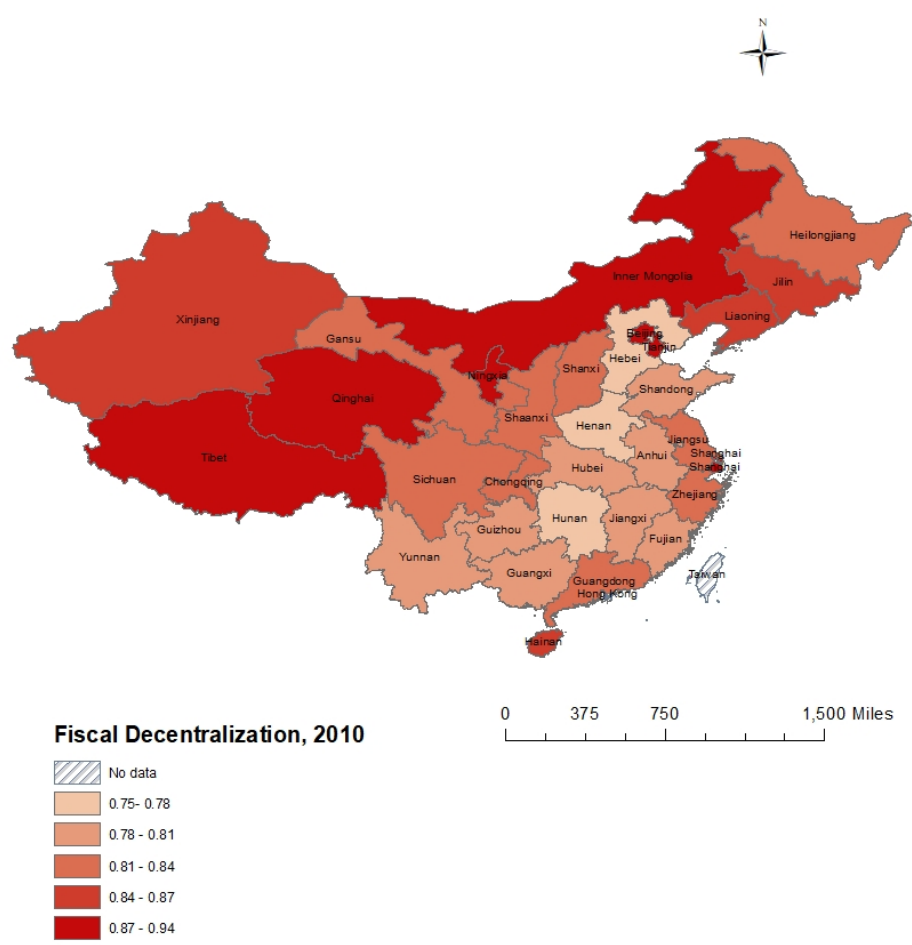 N
Heilongjiang
Inner Mongolia
Jilin
Xinjiang
Liaoning
Beijing
Gansu
Tianjin
Hebei
Shanxi
Ningxia
Shandong
Qinghai
Shaanxi
Henan
Jiangsu
Tibet
Anhui
Shanghai
Hubei
Shanghai
Sichuan
Chongqing
Zhejiang
Hunan
Jiangxi
Guizhou
Fujian
Yunnan
Guangxi
Taiwan
Guangdong
Hong Kong
Hainan
0 375 750 1,500 Miles
Fiscal Decentralization, 2010
No data
0.75- 0.78
0.78 - 0.81
0.81 - 0.84
0.84 - 0.87
0.87 - 0.94